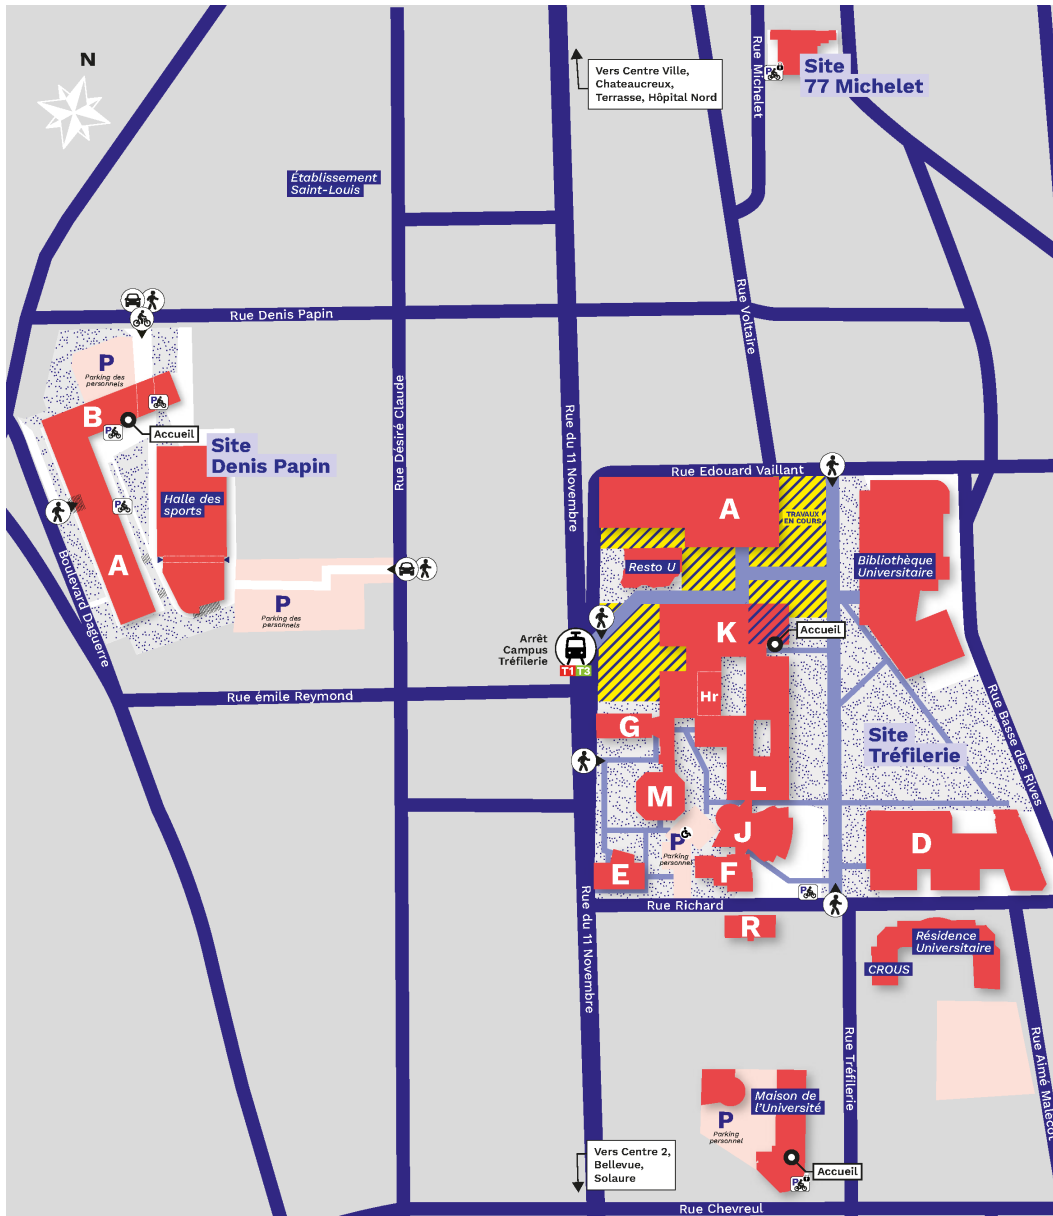 N
Vers Centre Ville,
Chateaucreux,
Terrasse, Hôpital Nord
Rue Michelet
P
Site
77 Michelet
Établissement
Saint-Louis
Rue Denis Papin
Rue Voltaire
P
Parking des
personnels
B
P
P
Accueil
Site
Denis Papin
Rue Désiré Claude
Rue du 11 Novembre
Rue Edouard Vaillant
Halle des
sports
P
A
Boulevard Daguerre
P
Parking des
personnels
A
TRAVAUX
EN COURS
Resto U
Bibliothèque
Universitaire
Arrêt
Campus
Tréfilerie
T1 T3
K
Accueil
Hr
Rue émile Reymond
G
Site
Tréfilerie
Rue Basse des Rives
M
L
J
P
Parking
personnel
D
E
F
P
Rue Richard
Rue du 11 Novembre
R
Résidence
Universitaire
CROUS
Rue Tréfilerie
Rue Aimé Malécot
Maison de
l'Université
P
Parking
personnel
Vers Centre 2,
Bellevue,
Solaure
Accueil
P
Rue Chevreul